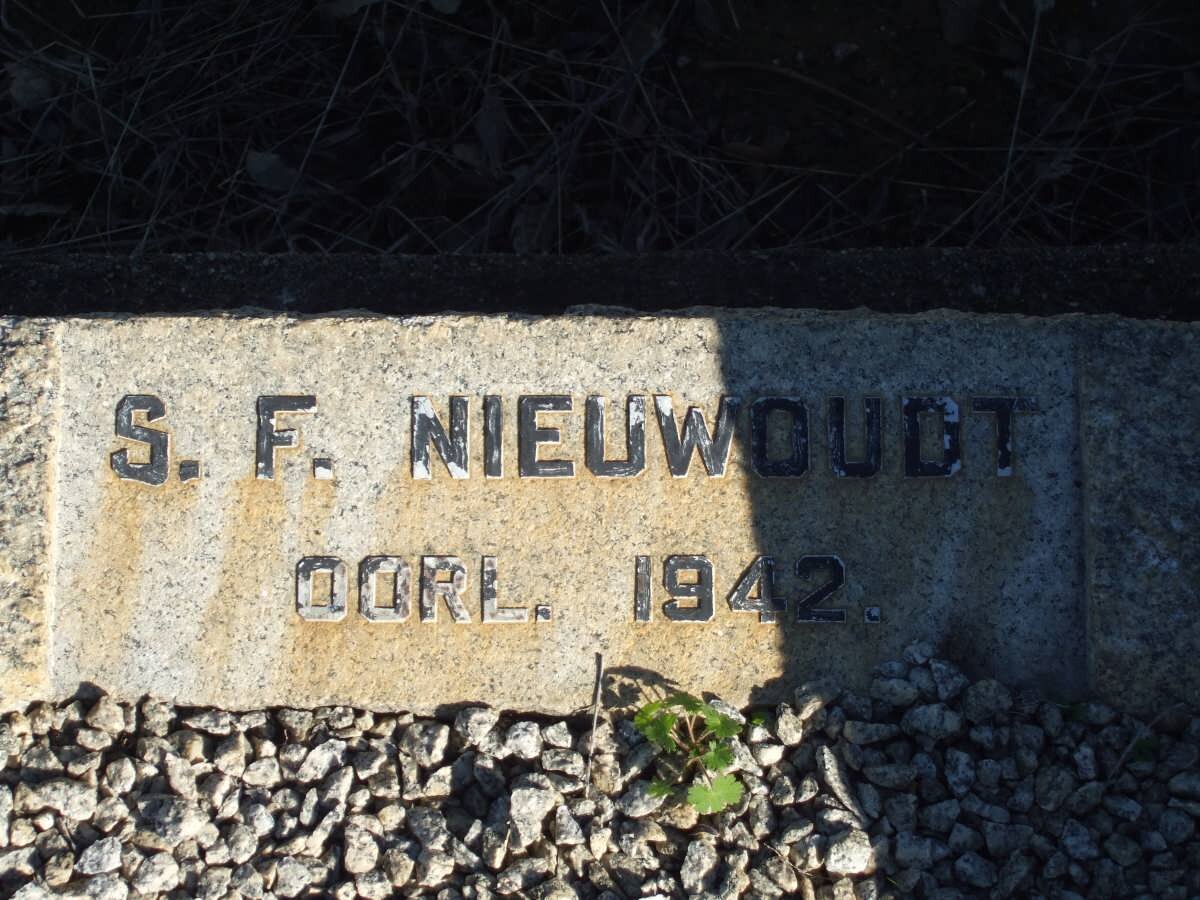 S. F. NIEUWOUDT
OORL. 1942.